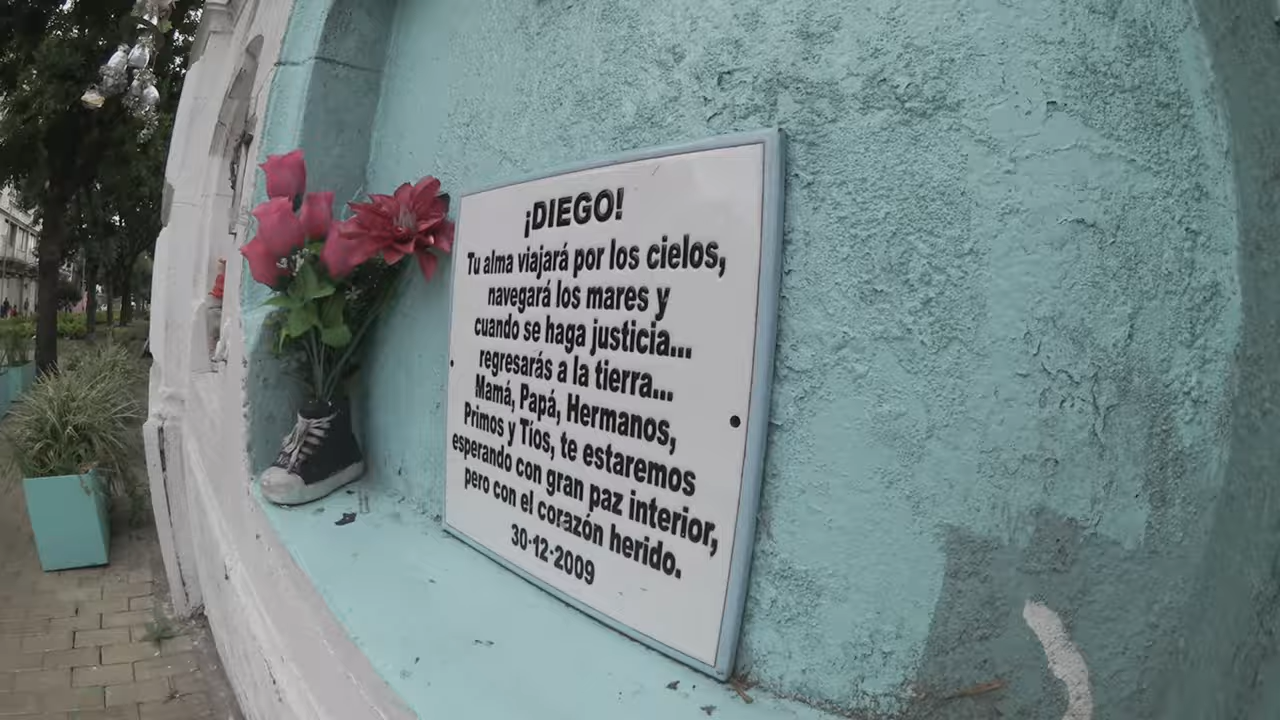 ¡DIEGO!
Tu alma viajará por los cielos,
navegará los mares y
cuando se haga justicia...
regresarás a la tierra...
Mamá, Papá, Hermanos,
Primos y Tíos, te estaremos
esperando con gran paz interior,
pero con el corazón herido.
30·12·2009